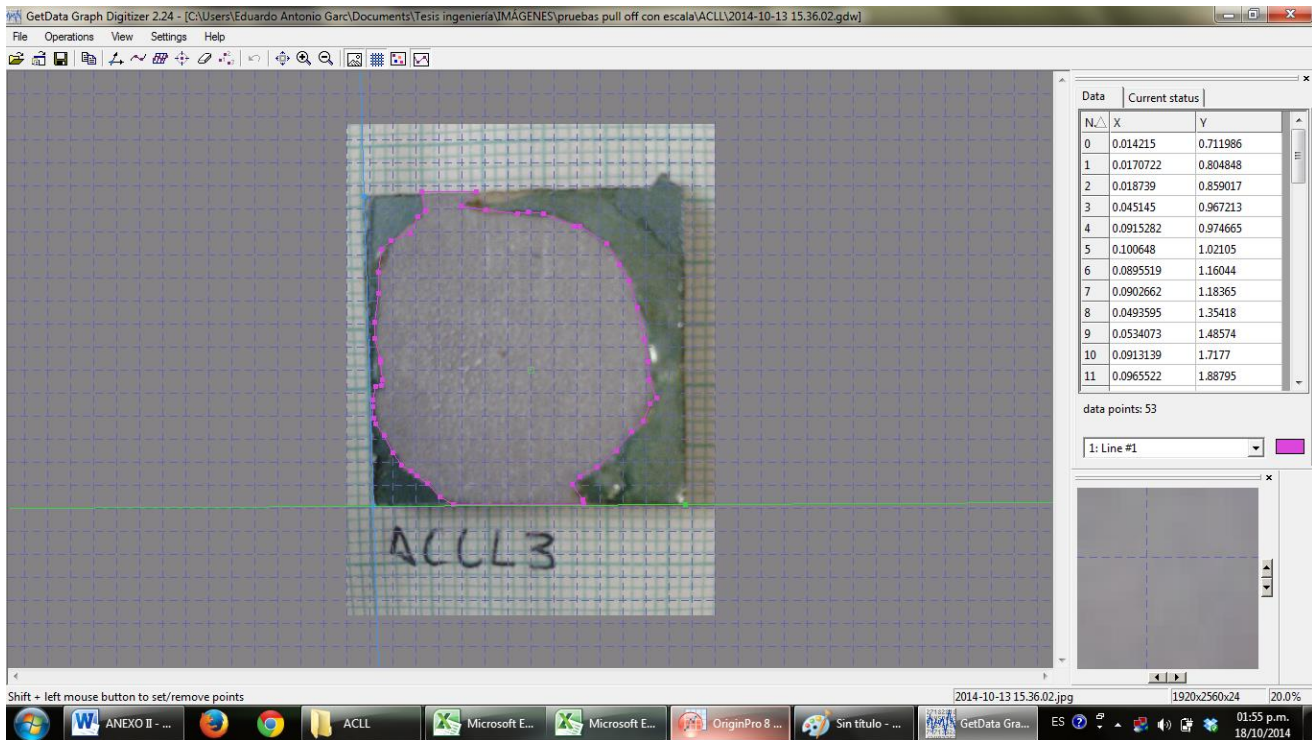 GetData Graph Digitizer 2.24 - [C:\Users\Eduardo Antonio Garc\Documents\Tesis ingeniería\IMÁGENES\pruebas pull off con escala\ACLL\2014-10-13 15.36.02.gdw]
File Operations View Settings Help
Data Current status
N. X Y
0 0.014215 0.711986
1 0.0170722 0.804848
2 0.018739 0.859017
3 0.045145 0.967213
4 0.0915282 0.974665
5 0.100648 1.02105
6 0.0895519 1.16044
7 0.0902662 1.18365
8 0.0493595 1.35418
9 0.0534073 1.48574
10 0.0913139 1.7177
11 0.0965522 1.88795
data points: 53
1: Line #1
ACLL3
Shift + left mouse button to set/remove points
2014-10-13 15.36.02.jpg 1920x2560x24 20.0%
ANEXO II - ... ACLL Microsoft E... Microsoft E... OriginPro 8 ... Sin título - ... GetData Gra... ES 01:55 p.m.
18/10/2014